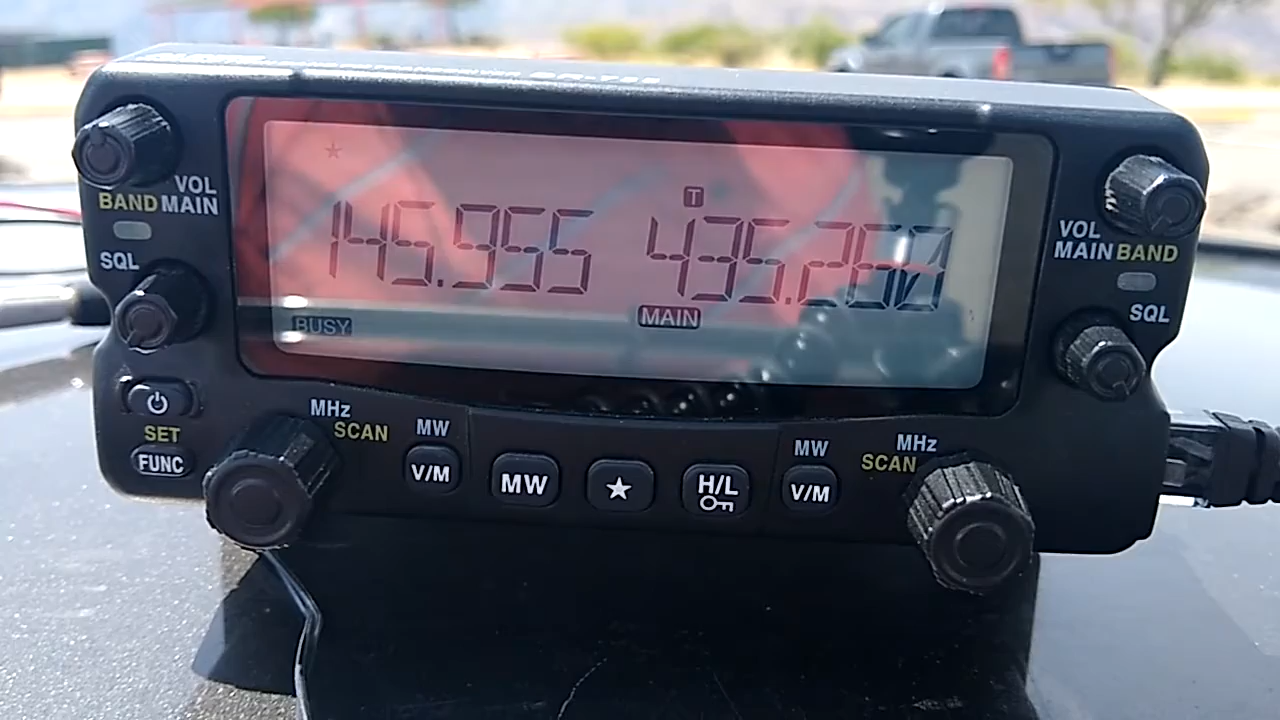 VOL
BAND MAIN
SQL
SET
FUNC
★
145.955
BUSY
T
435.260
MAIN
VOL
MAIN BAND
SQL
MHz
SCAN
MW
V/M
MW
★
H/L
MW
V/M
MHz
SCAN